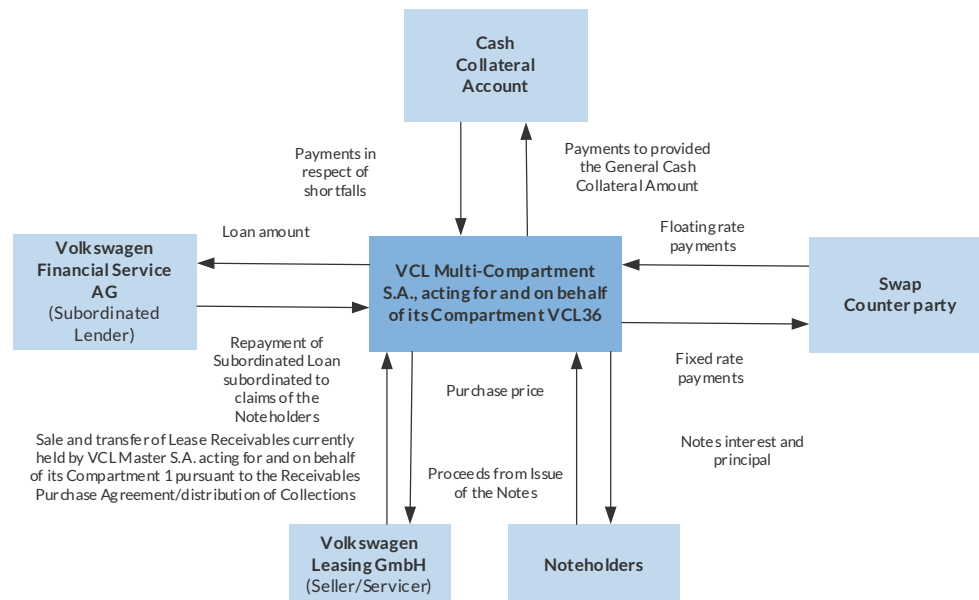 Cash
Collateral
Account
Payments in
respect of
shortfalls
Payments to provided
the General Cash
Collateral Amount
Loan amount
Floating rate
payments
Volkswagen
Financial Service
AG
(Subordinated
Lender)
VCL Multi-Compartment
S.A., acting for and on behalf
of its Compartment VCL36
Swap
Counter party
Repayment of
Subordinated Loan
subordinated to
claims of the
Noteholders
Purchase price
Fixed rate
payments
Sale and transfer of Lease Receivables currently
held by VCL Master S.A. acting for and on behalf
of its Compartment 1 pursuant to the Receivables
Purchase Agreement/distribution of Collections
Proceeds from Issue
of the Notes
Notes interest and
principal
Volkswagen
Leasing GmbH
(Seller/Servicer)
Noteholders